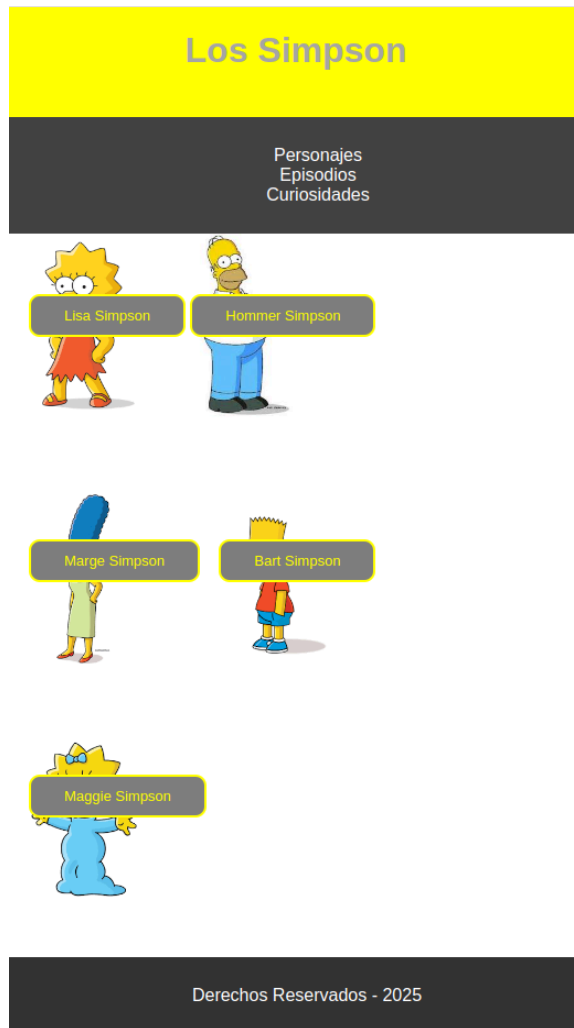 Los Simpson
Personajes
Episodios
Curiosidades
Lisa Simpson
Hommer Simpson
Marge Simpson
Bart Simpson
Maggie Simpson
Derechos Reservados - 2025